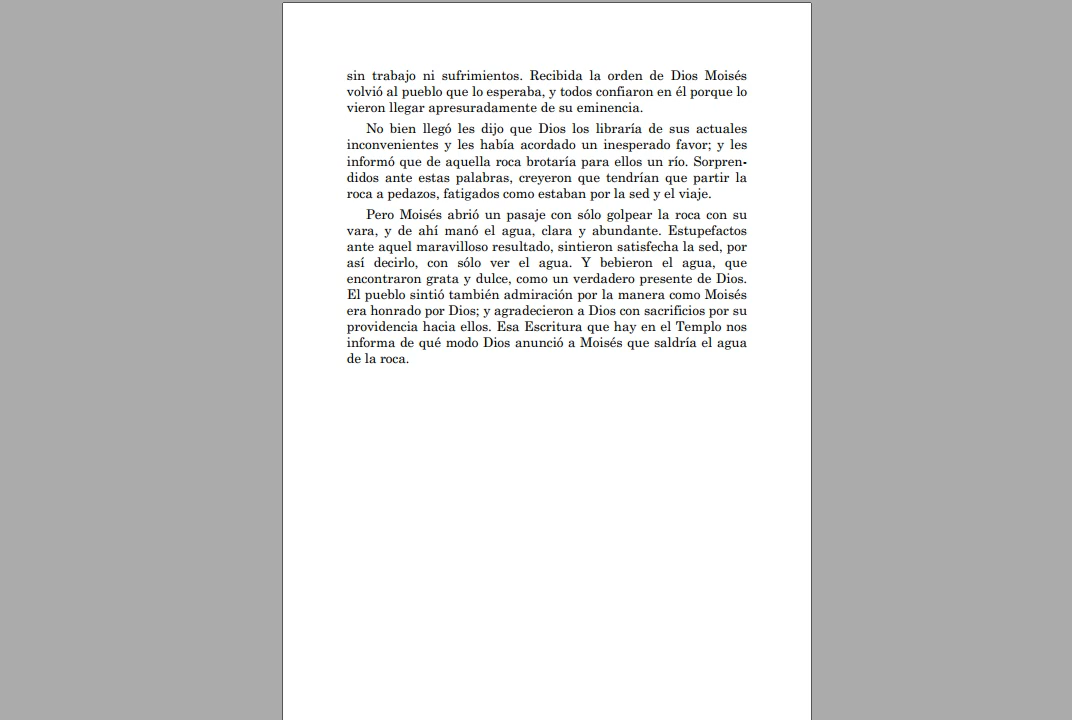 sin trabajo ni sufrimientos. Recibida la orden de Dios Moisés
volvió al pueblo que lo esperaba, y todos confiaron en él porque lo
vieron llegar apresuradamente de su eminencia.
No bien llegó les dijo que Dios los libraría de sus actuales
inconvenientes y les había acordado un inesperado favor; y les
informó que de aquella roca brotaría para ellos un río. Sorpren-
didos ante estas palabras, creyeron que tendrían que partir la
roca a pedazos, fatigados como estaban por la sed y el viaje.
Pero Moisés abrió un pasaje con sólo golpear la roca con su
vara, y de ahí manó el agua, clara y abundante. Estupefactos
ante aquel maravilloso resultado, sintieron satisfecha la sed, por
así decirlo, con sólo ver el agua. Y bebieron el agua, que
encontraron grata y dulce, como un verdadero presente de Dios.
El pueblo sintió también admiración por la manera como Moisés
era honrado por Dios; y agradecieron a Dios con sacrificios por su
providencia hacia ellos. Esa Escritura que hay en el Templo nos
informa de qué modo Dios anunció a Moisés que saldría el agua
de la roca.